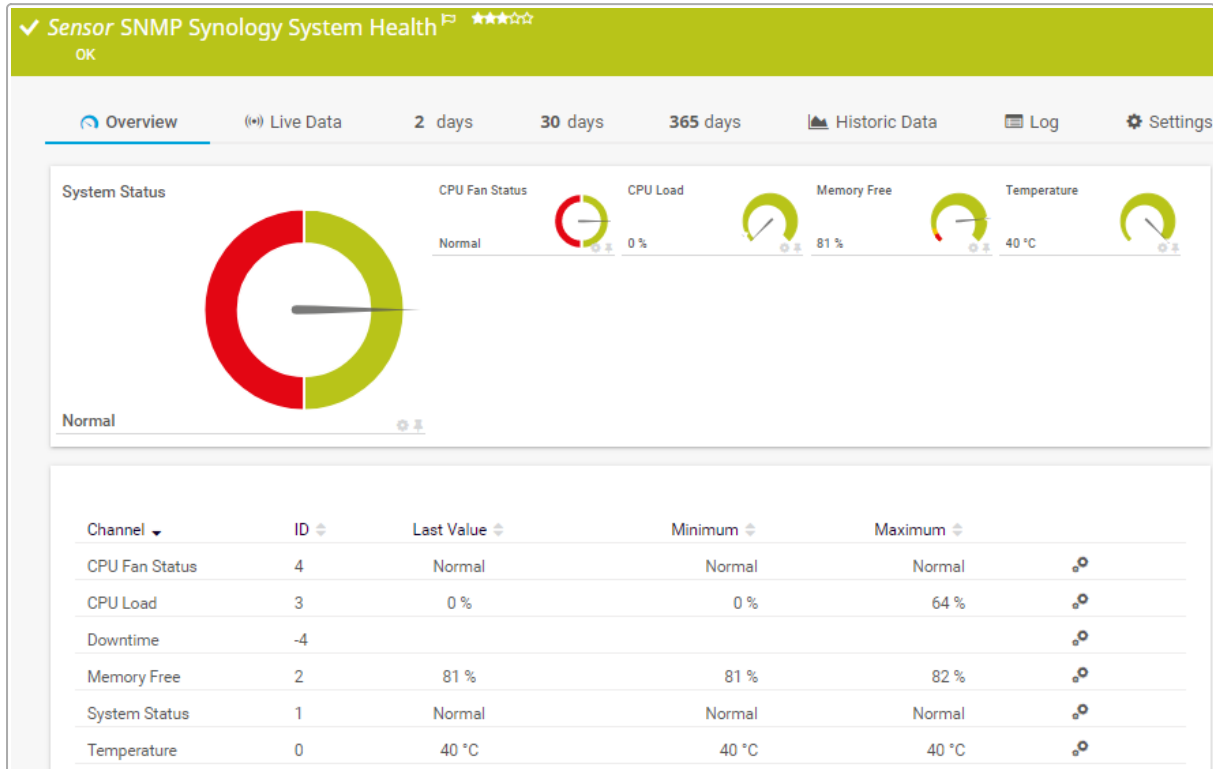 Sensor SNMP Synology System Health
OK
Overview Live Data 2 days 30 days 365 days Historic Data Log Settings
System Status
Normal
CPU Fan Status
Normal
CPU Load
0 %
Memory Free
81 %
Temperature
40 °C
Channel ID Last Value Minimum Maximum
CPU Fan Status 4 Normal Normal Normal
CPU Load 3 0 % 0 % 64 %
Downtime -4
Memory Free 2 81 % 81 % 82 %
System Status 1 Normal Normal Normal
Temperature 0 40 °C 40 °C 40 °C